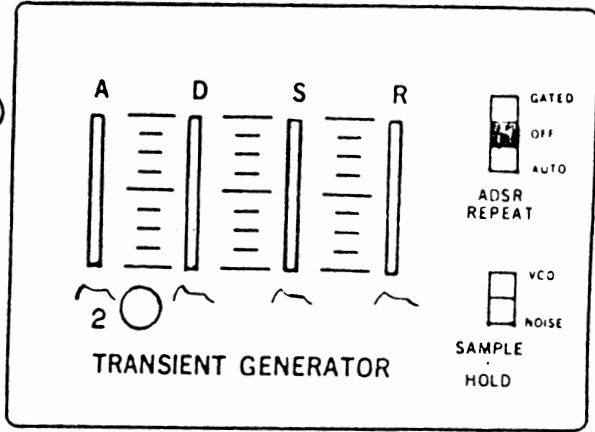 A D S R
GATED
OFF
AUTO
ADSR
REPEAT
VCO
NOISE
SAMPLE
HOLD
2
TRANSIENT GENERATOR